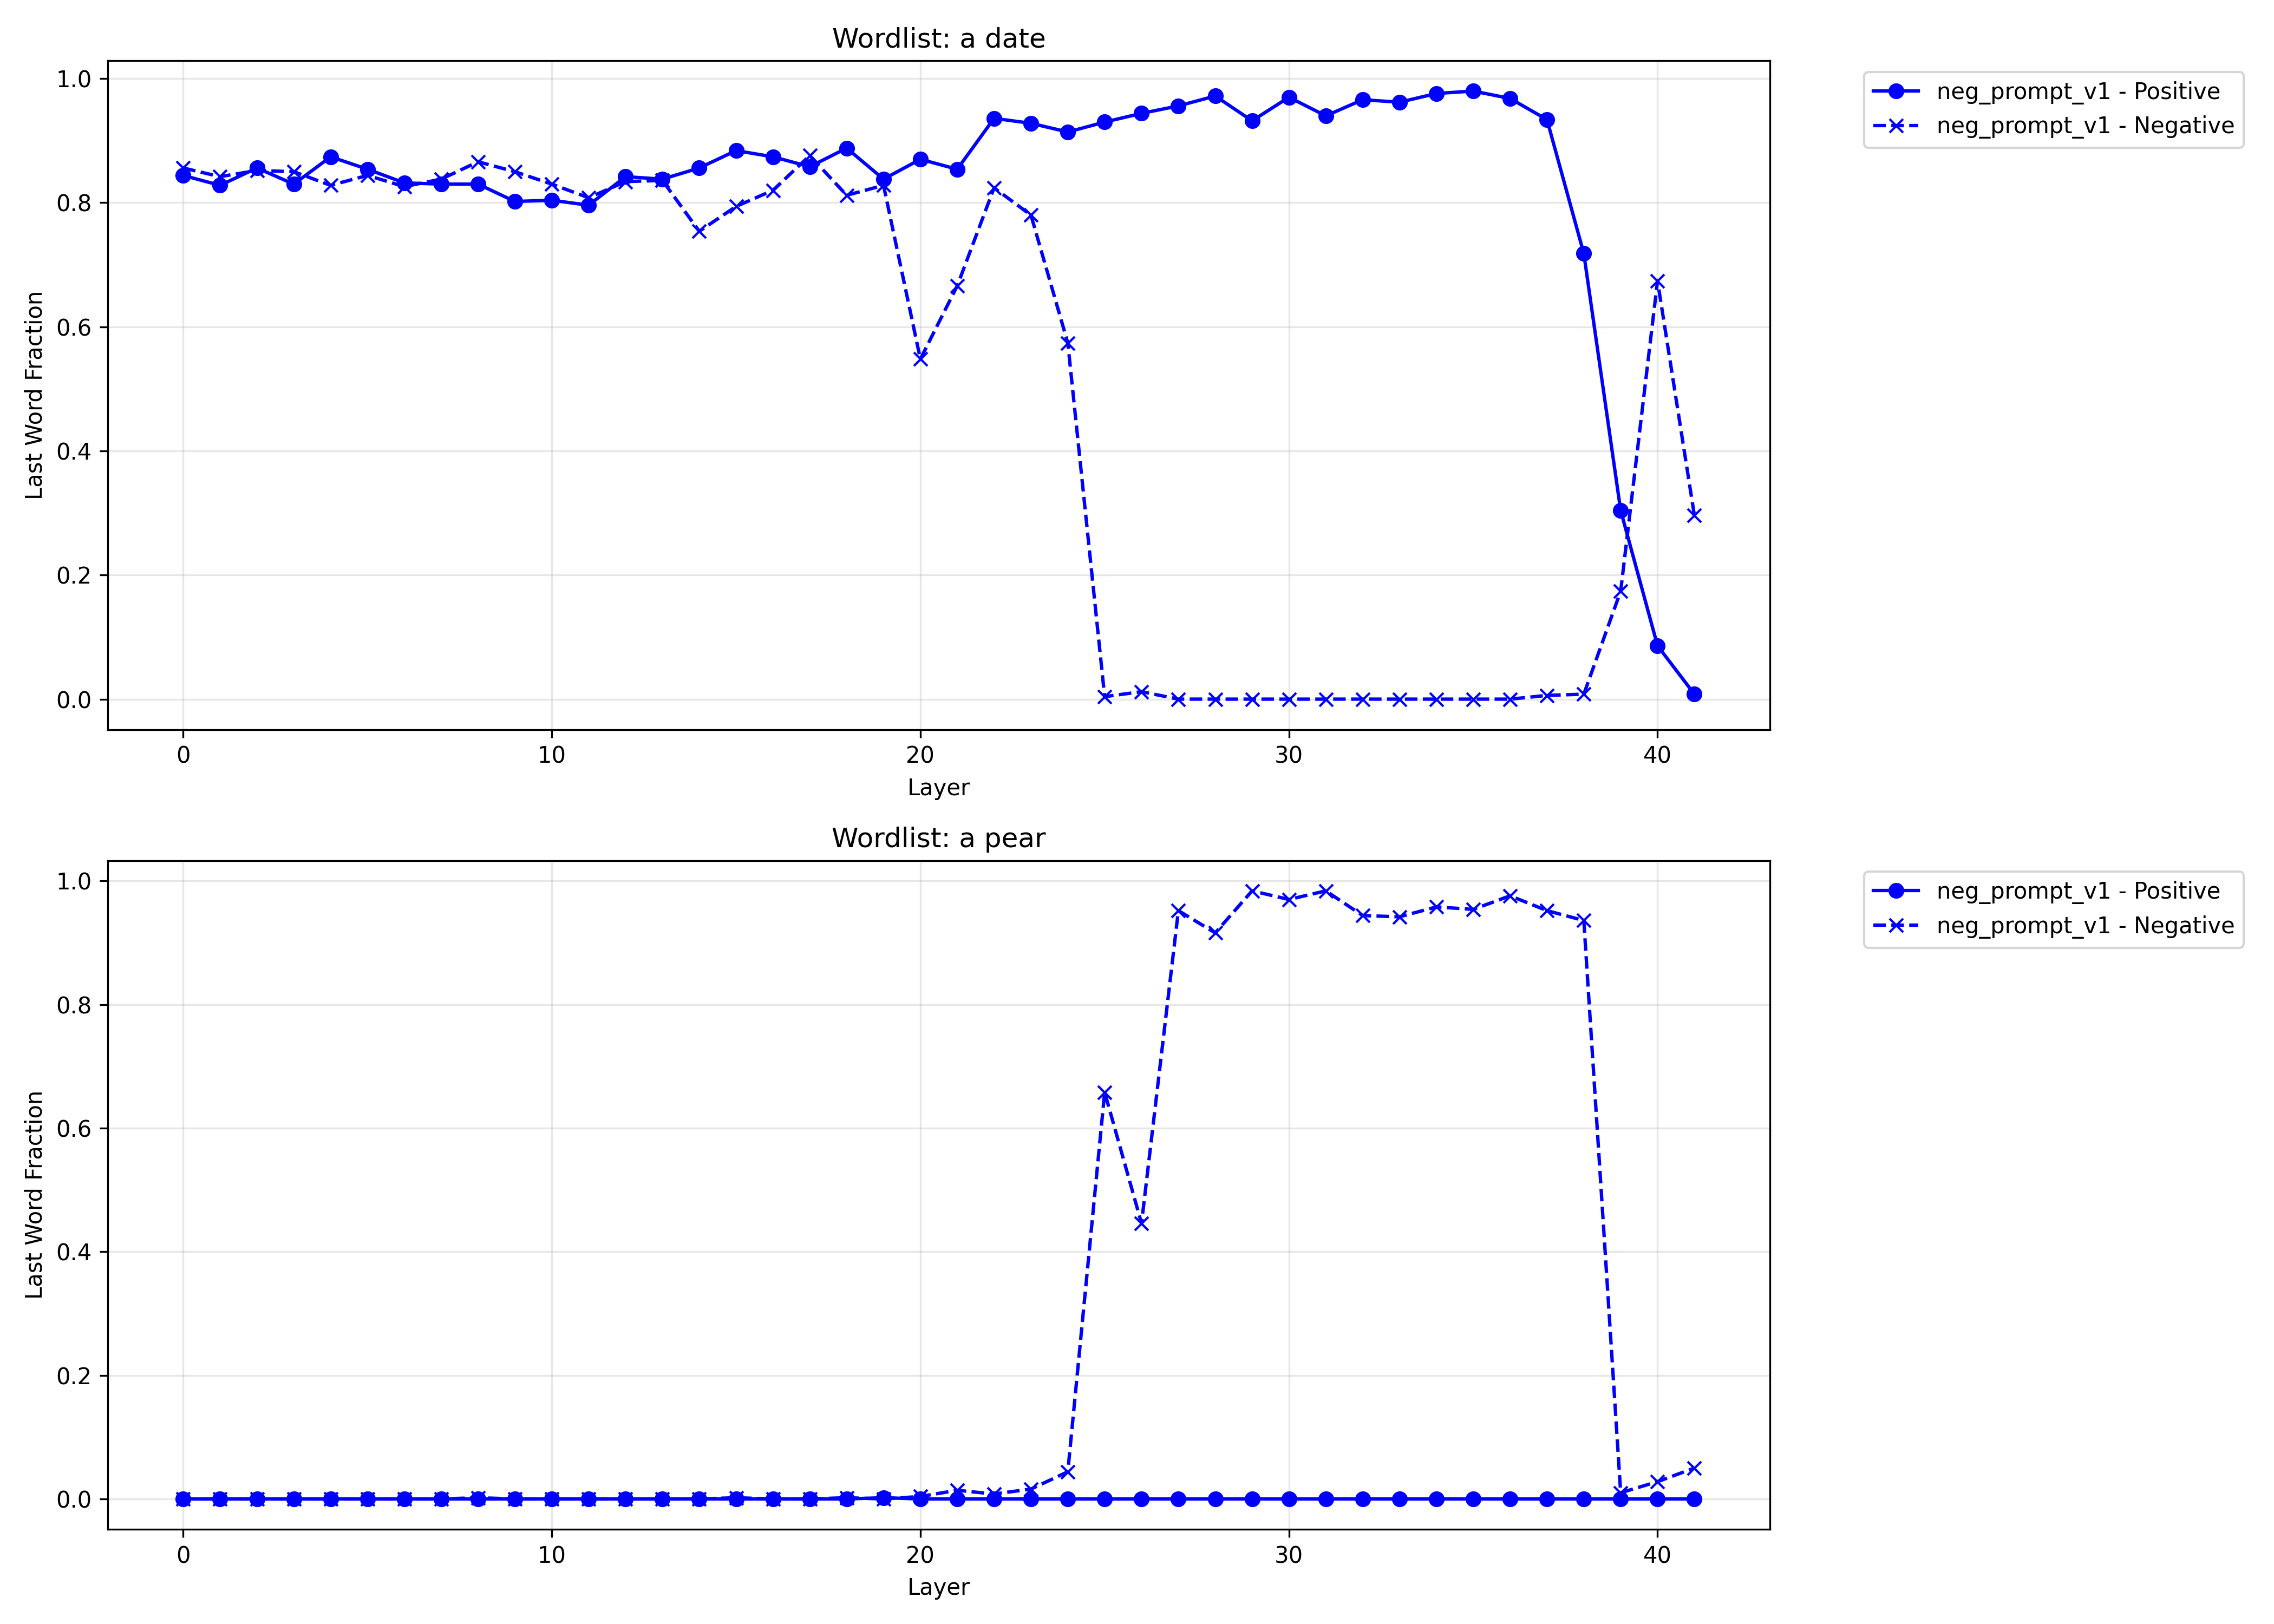 Wordlist: a date
1.0
0.8
0.6
0.4
0.2
0.0
Last Word Fraction
0 10 20 30 40
Layer
neg_prompt_v1 - Positive
neg_prompt_v1 - Negative
Wordlist: a pear
1.0
0.8
0.6
0.4
0.2
0.0
Last Word Fraction
0 10 20 30 40
Layer
neg_prompt_v1 - Positive
neg_prompt_v1 - Negative